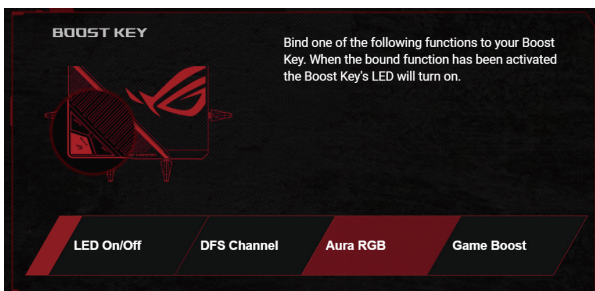 BOOST KEY
Bind one of the following functions to your Boost
Key. When the bound function has been activated
the Boost Key's LED will turn on.
LED On/Off
DFS Channel
Aura RGB
Game Boost